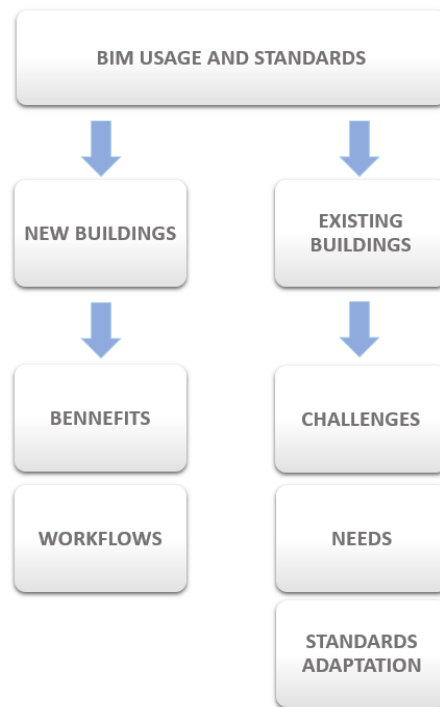 BIM USAGE AND STANDARDS
NEW BUILDINGS
EXISTING
BUILDINGS
BENNEFITS
CHALLENGES
WORKFLOWS
NEEDS
STANDARDS
ADAPTATION